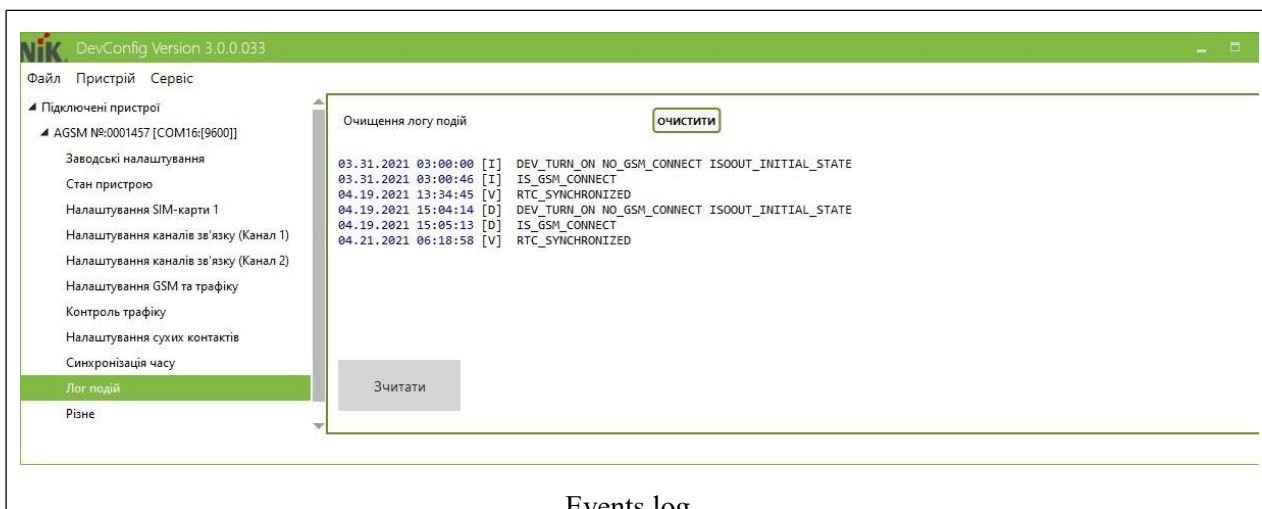 NiK. DevConfig Version 3.0.0.033
Файл Пристрій Сервіс
Підключені пристрої
AGSM №:0001457 [COM16:[9600]]
Заводські налаштування
Стан пристрою
Налаштування SIM-карти 1
Налаштування каналів зв'язку (Канал 1)
Налаштування каналів зв'язку (Канал 2)
Налаштування GSM та трафіку
Контроль трафіку
Налаштування сухих контактів
Синхронізація часу
Лог подій
Різне
Очищення логу подій ОЧИСТИТИ
03.31.2021 03:00:00 [I] DEV_TURN_ON NO_GSM_CONNECT ISOOUT_INITIAL_STATE
03.31.2021 03:00:46 [I] IS_GSM_CONNECT
04.19.2021 13:34:45 [V] RTC_SYNCHRONIZED
04.19.2021 15:04:14 [D] DEV_TURN_ON NO_GSM_CONNECT ISOOUT_INITIAL_STATE
04.19.2021 15:05:13 [D] IS_GSM_CONNECT
04.21.2021 06:18:58 [V] RTC_SYNCHRONIZED
Зчитати
Events log